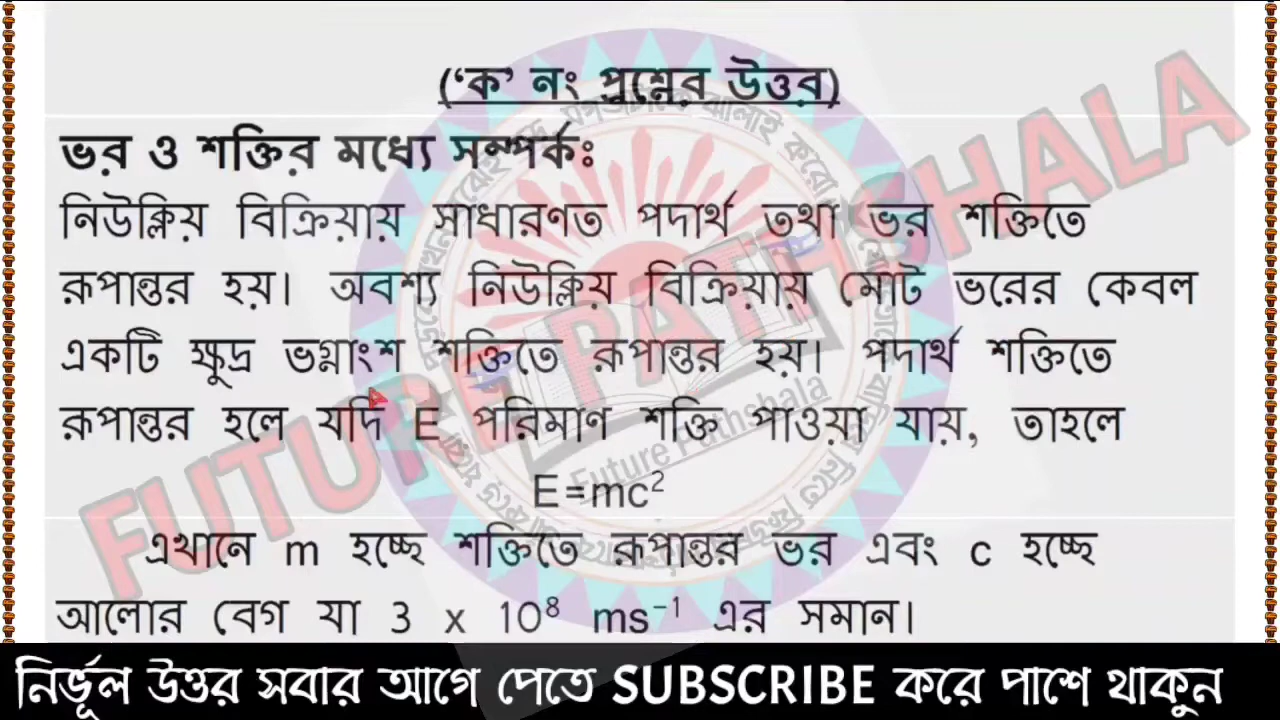 ('ক' নং প্রশ্নের উত্তর)
ভর ও শক্তির মধ্যে সম্পর্কঃ
নিউক্লিয় বিক্রিয়ায় সাধারণত পদার্থ তথা ভর শক্তিতে
রূপান্তর হয়। অবশ্য নিউক্লিয় বিক্রিয়ায় মোট ভরের কেবল
একটি ক্ষুদ্র ভগ্নাংশ শক্তিতে রূপান্তর হয়। পদার্থ শক্তিতে
রূপান্তর হলে যদি E পরিমাণ শক্তি পাওয়া যায়, তাহলে
E=mc²
এখানে m হচ্ছে শক্তিতে রূপান্তর ভর এবং c হচ্ছে
আলোর বেগ যা 3 x 10⁸ ms⁻¹ এর সমান।
FUTURE PATHSHALA
Future Pathshala
নির্ভূল উত্তর সবার আগে পেতে SUBSCRIBE করে পাশে থাকুন